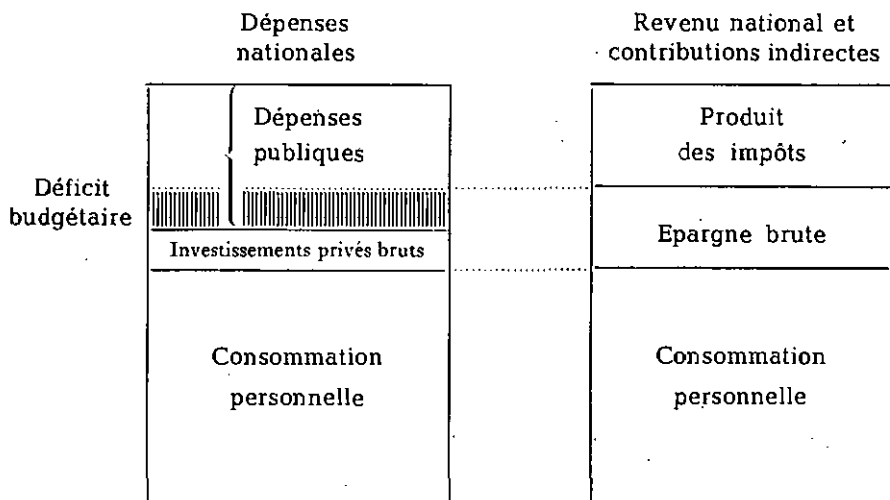 Dépenses
nationales
Revenu national et
contributions indirectes
Dépenses
publiques
Déficit
budgétaire
Investissements privés bruts
Consommation
personnelle
Produit
des impôts
Epargne brute
Consommation
personnelle